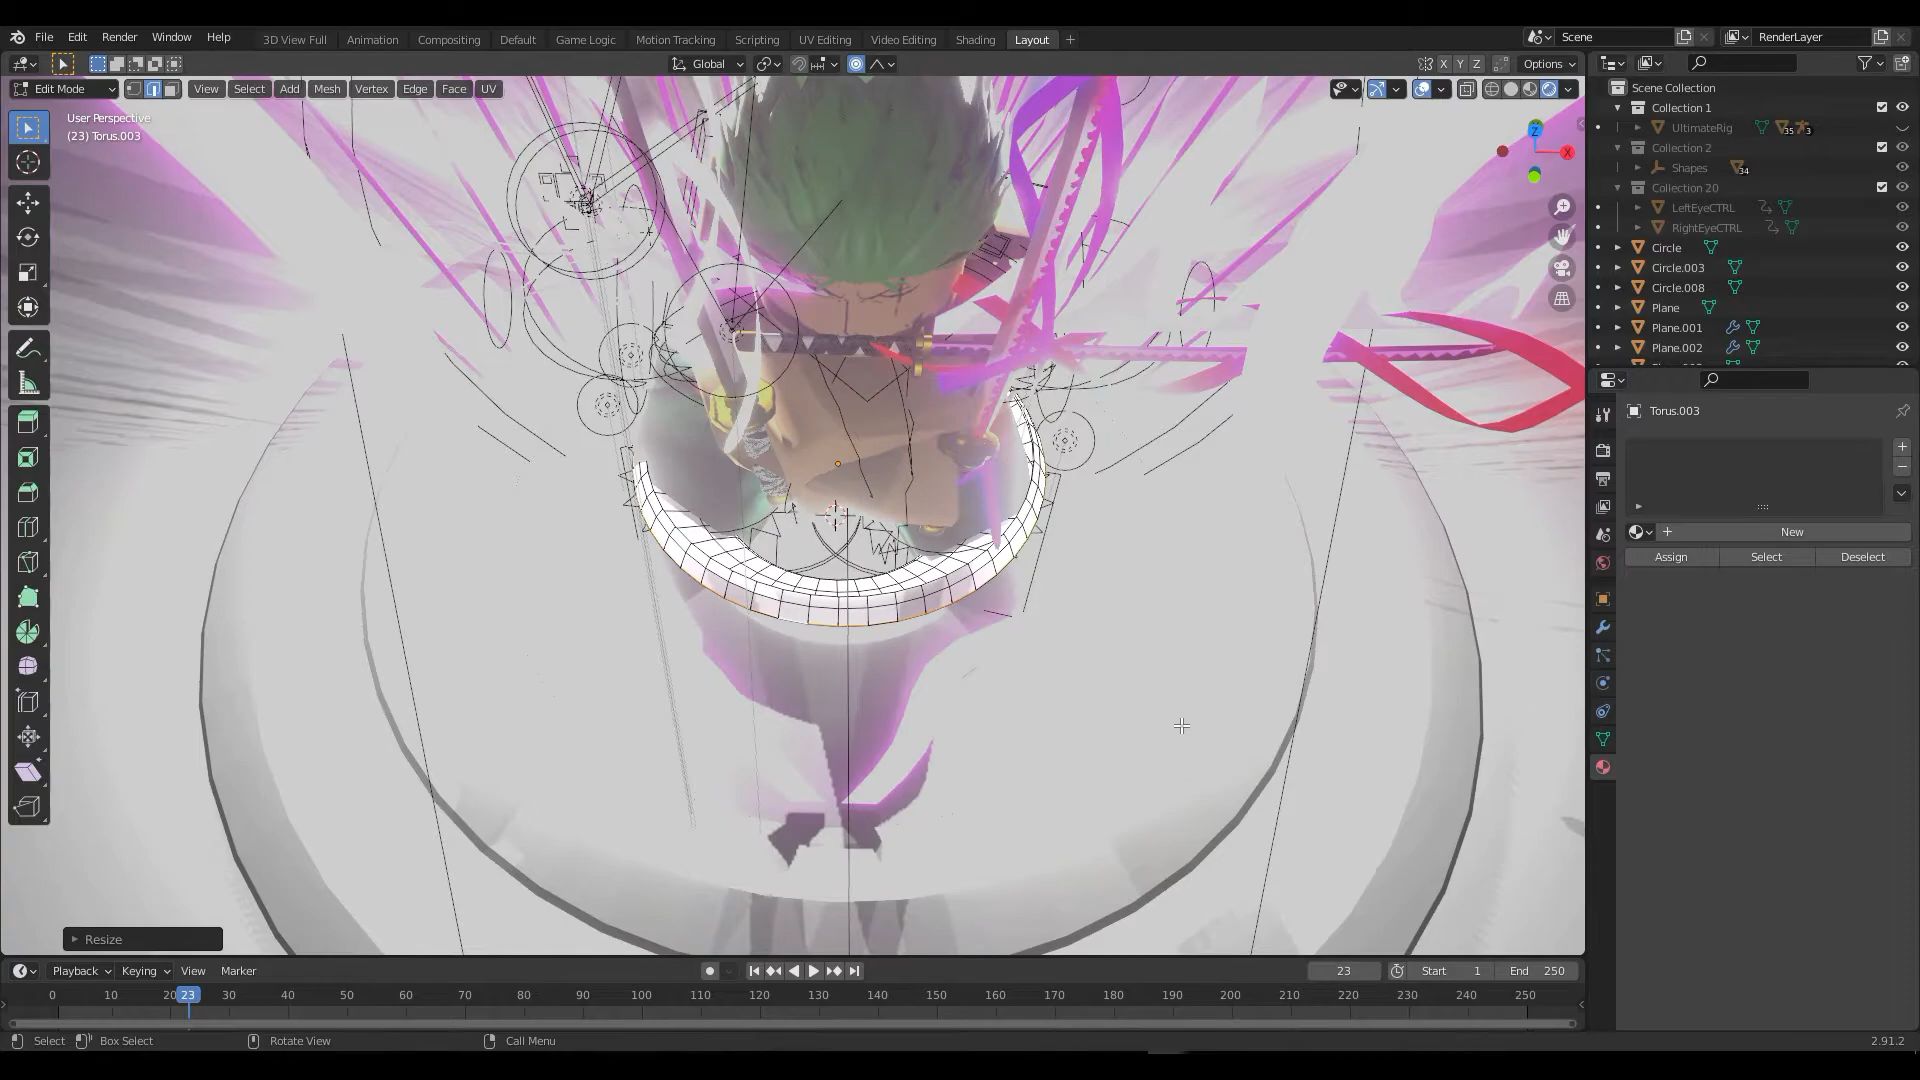 File Edit Render Window Help
3D View Full Animation Compositing Default Game Logic Motion Tracking Scripting UV Editing Video Editing Shading Layout
Scene RenderLayer
Global X Y Z Options
Edit Mode View Select Add Mesh Vertex Edge Face UV
User Perspective
(23) Torus.003
Z
X
Scene Collection
Collection 1
UltimateRig 35 3
Collection 2
Shapes 34
Collection 20
LeftEyeCTRL
RightEyeCTRL
Circle
Circle.003
Circle.008
Plane
Plane.001
Plane.002
Torus.003
New
Assign Select Deselect
Resize
Playback Keying View Marker
23 Start 1 End 250
0 10 20 23 30 40 50 60 70 80 90 100 110 120 130 140 150 160 170 180 190 200 210 220 230 240 250
Select Box Select Rotate View Call Menu 2.91.2